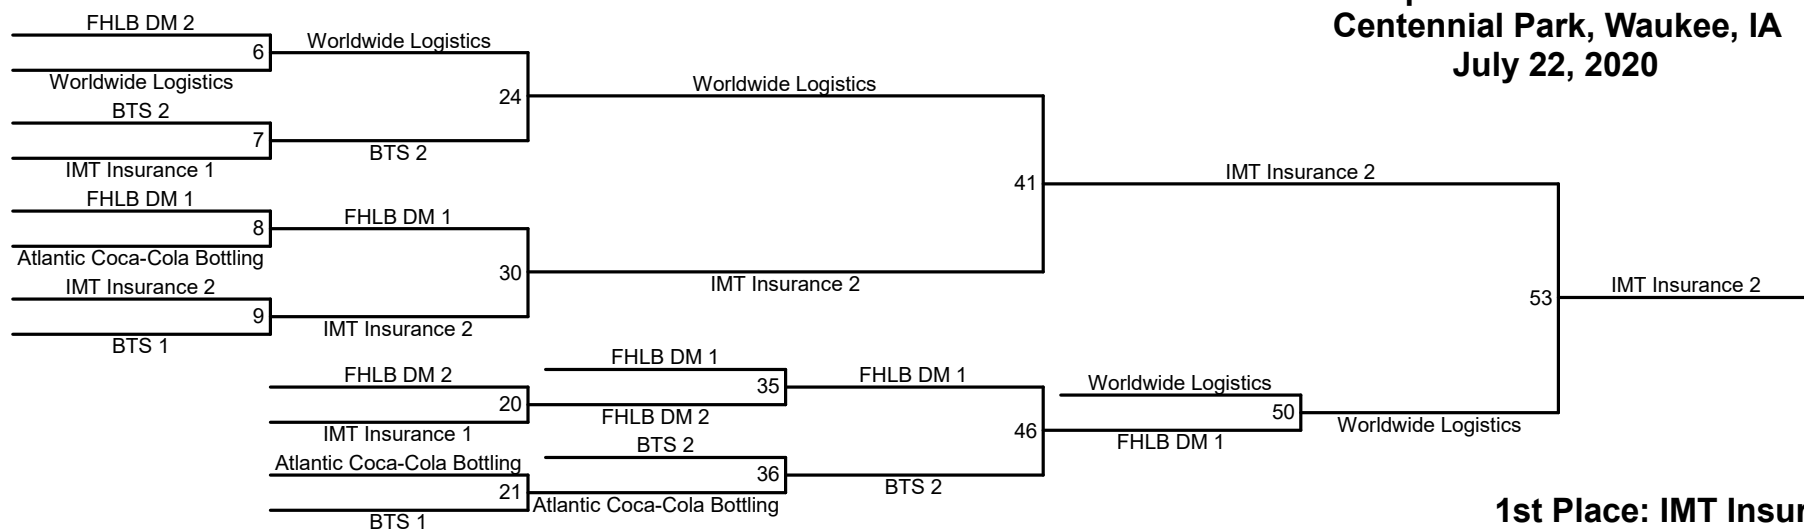 Centennial Park, Waukee, IA
July 22, 2020
FHLB DM 2
6
Worldwide Logistics
Worldwide Logistics
BTS 2
7
IMT Insurance 1
24
BTS 2
Worldwide Logistics
FHLB DM 1
8
Atlantic Coca-Cola Bottling
FHLB DM 1
IMT Insurance 2
9
BTS 1
30
IMT Insurance 2
IMT Insurance 2
41
IMT Insurance 2
FHLB DM 2
20
IMT Insurance 1
FHLB DM 1
35
FHLB DM 2
FHLB DM 1
Atlantic Coca-Cola Bottling
21
BTS 1
BTS 2
36
Atlantic Coca-Cola Bottling
BTS 2
46
Worldwide Logistics
50
FHLB DM 1
Worldwide Logistics
53
IMT Insurance 2
1st Place: IMT Insur